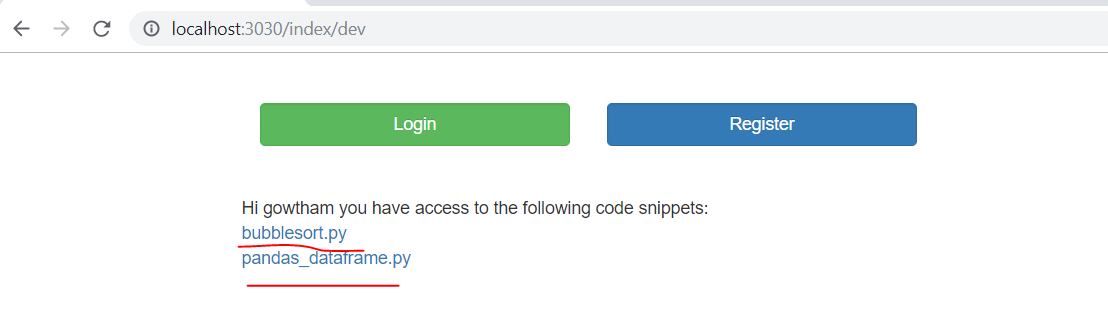 localhost:3030/index/dev
Login
Register
Hi gowtham you have access to the following code snippets:
bubblesort.py
pandas_dataframe.py